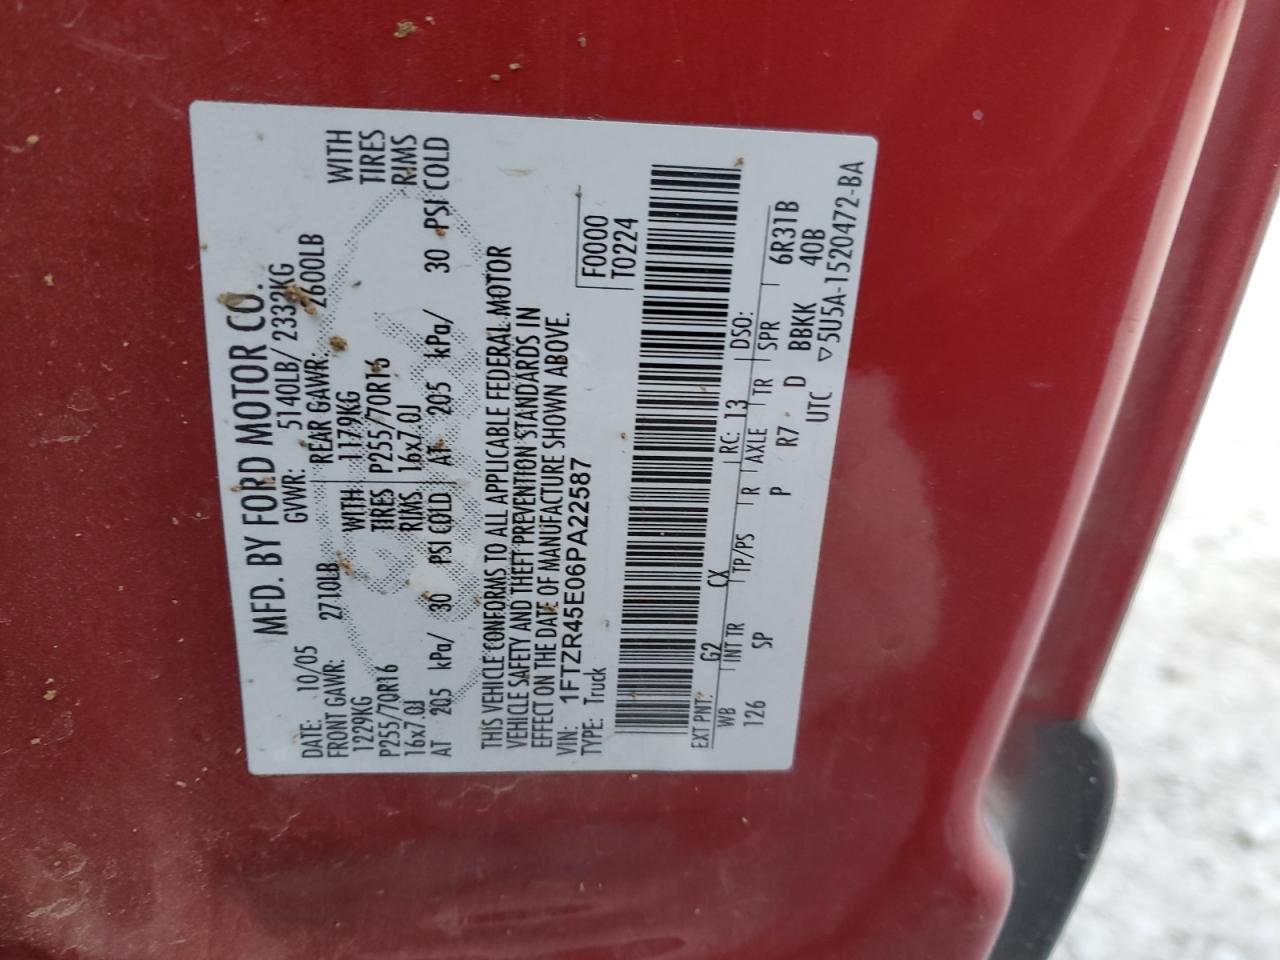 MFD. BY FORD MOTOR CO.
DATE: 10/05 GVWR: 5140LB/ 2332KG
FRONT GAWR: 2710LB REAR GAWR: 2600LB
1229KG WITH 1179KG WITH
P255/70R16 TIRES P255/70R16 TIRES
16x7.0J RIMS 16x7.0J RIMS
AT 205 kPa/ 30 PSI COLD AT 205 kPa/ 30 PSI COLD
THIS VEHICLE CONFORMS TO ALL APPLICABLE FEDERAL MOTOR
VEHICLE SAFETY AND THEFT PREVENTION STANDARDS IN
EFFECT ON THE DATE OF MANUFACTURE SHOWN ABOVE.
VIN: 1FTZR45E06PA22587 F0000
TYPE: Truck T0224
EXT PNT: G2 CX RC: 13 DSO:
WB INT TR TP/PS R AXLE TR SPR 6R31B
126 SP P R7 D BBKK 40B
UTC ▽5U5A-1520472-BA